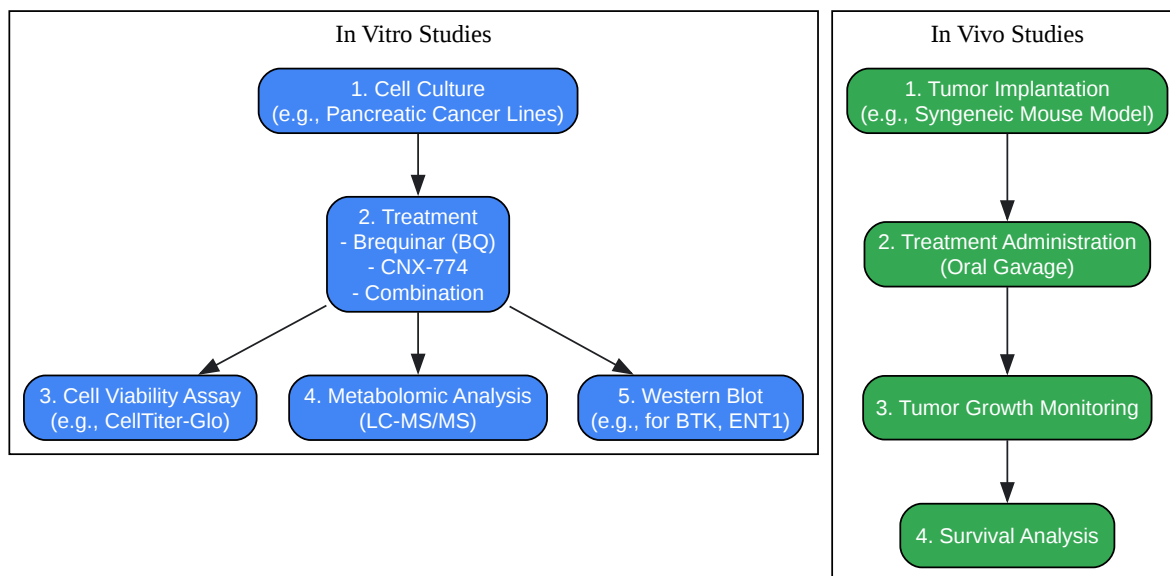 In Vitro Studies
1. Cell Culture
(e.g., Pancreatic Cancer Lines)
2. Treatment
- Brequinar (BQ)
- CNX-774
- Combination
3. Cell Viability Assay
(e.g., CellTiter-Glo)
4. Metabolomic Analysis
(LC-MS/MS)
5. Western Blot
(e.g., for BTK, ENT1)
In Vivo Studies
1. Tumor Implantation
(e.g., Syngeneic Mouse Model)
2. Treatment Administration
(Oral Gavage)
3. Tumor Growth Monitoring
4. Survival Analysis